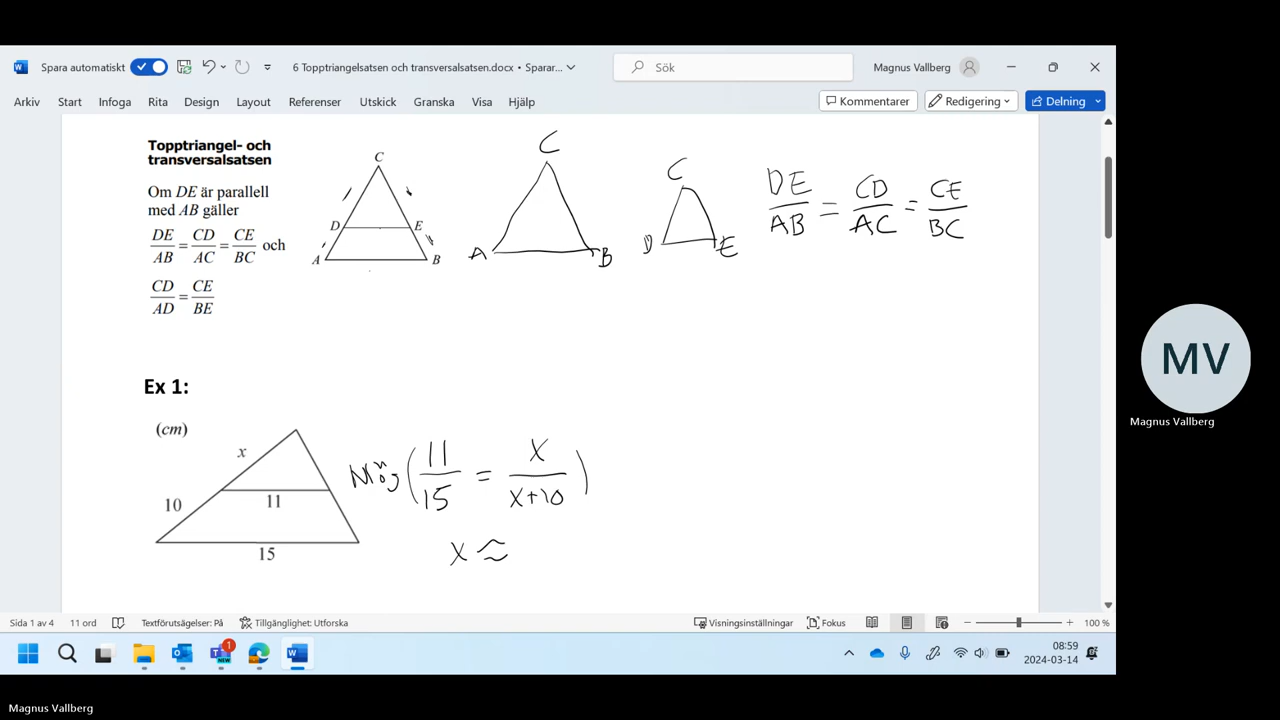 Spara automatiskt
6 Topptriangelsatsen och transversalsatsen.docx • Sparar...
Sök
Magnus Vallberg
Arkiv Start Infoga Rita Design Layout Referenser Utskick Granska Visa Hjälp
Kommentarer Redigering Delning
Topptriangel- och
transversalsatsen
Om DE är parallell
med AB gäller
DE/AB = CD/AC = CE/BC och
CD/AD = CE/BE
C
D E
A B
C
A B
C
D E
DE/AB = CD/AC = CE/BC
Ex 1:
(cm)
x
10
11
15
(11/15 = x/x+10)
x ≈
MV
Magnus Vallberg
Sida 1 av 4 11 ord Textförutsägelser: På Tillgänglighet: Utforska
Visningsinställningar Fokus 100 %
1
NEW
08:59
2024-03-14
Magnus Vallberg